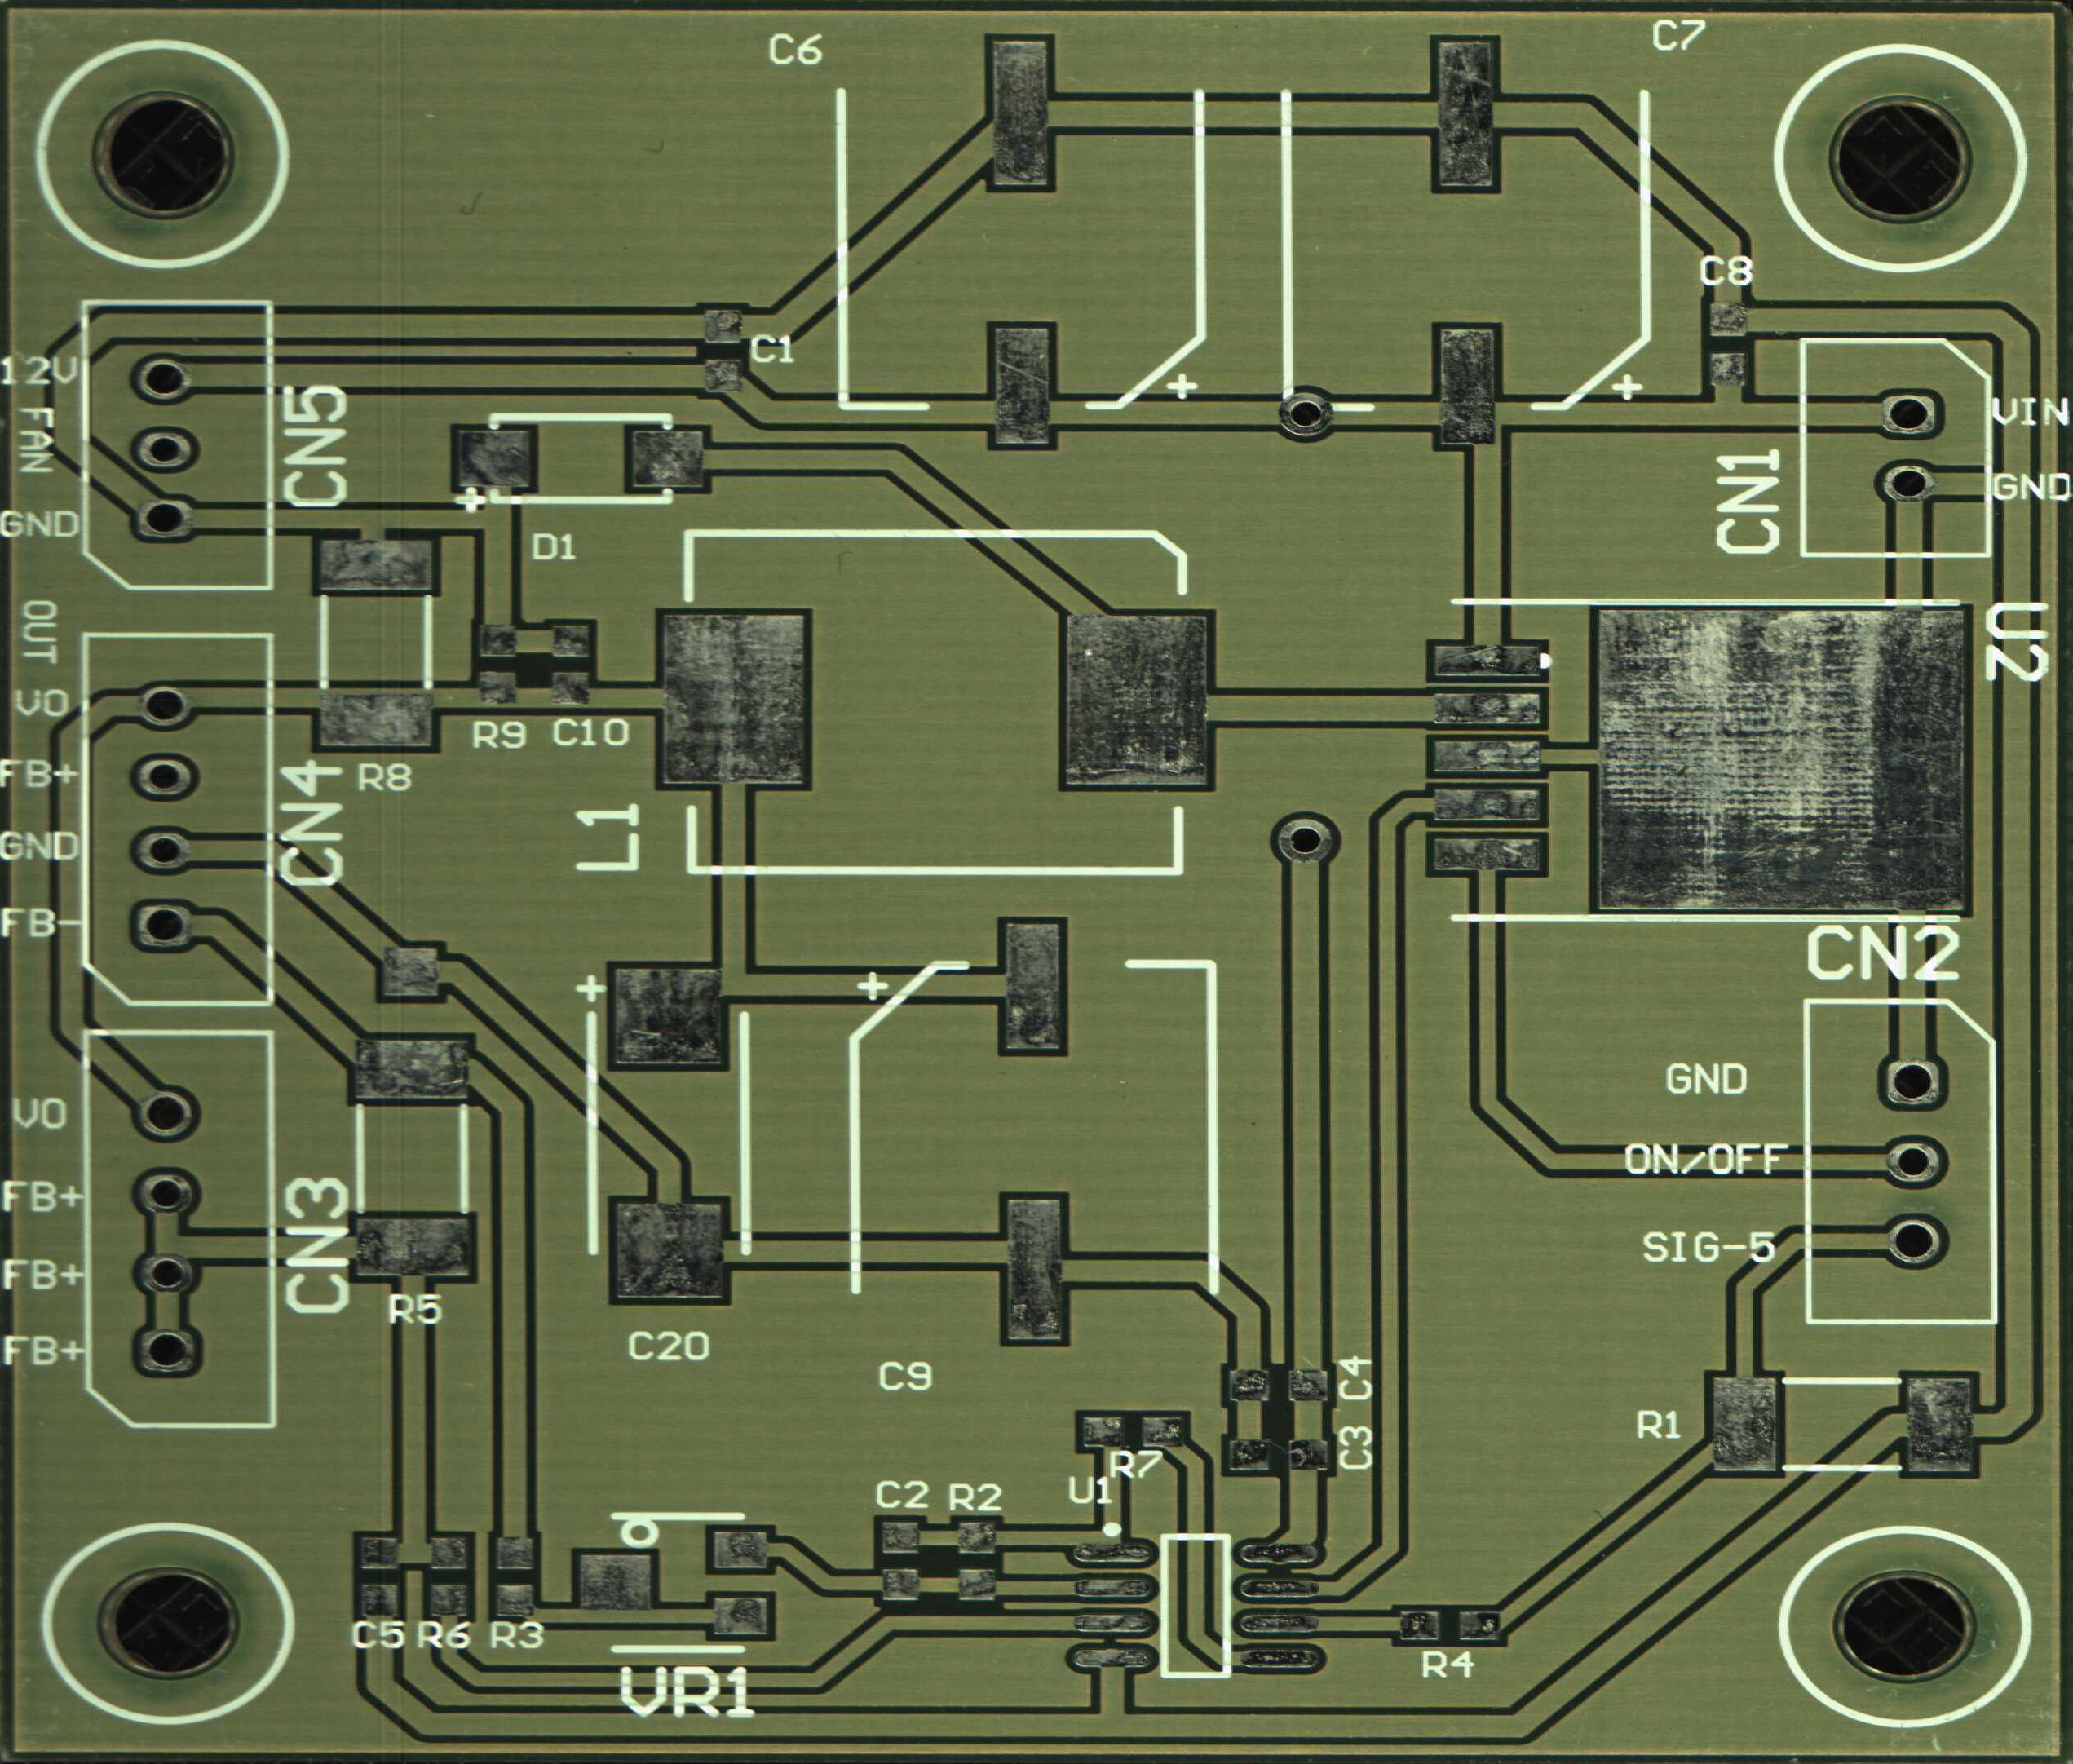 C6
C7
C8
C1
12V
FAN
GND
CN5
VIN
GND
CN1
D1
U2
OUT
VO
FB+
GND
FB-
CN4
R8
R9
C10
L1
+
+
+
+
+
CN2
GND
ON/OFF
SIG-5
VO
FB+
FB+
FB+
CN3
R5
C20
C9
C4
C3
R1
R7
U1
C2
R2
C5
R6
R3
VR1
R4